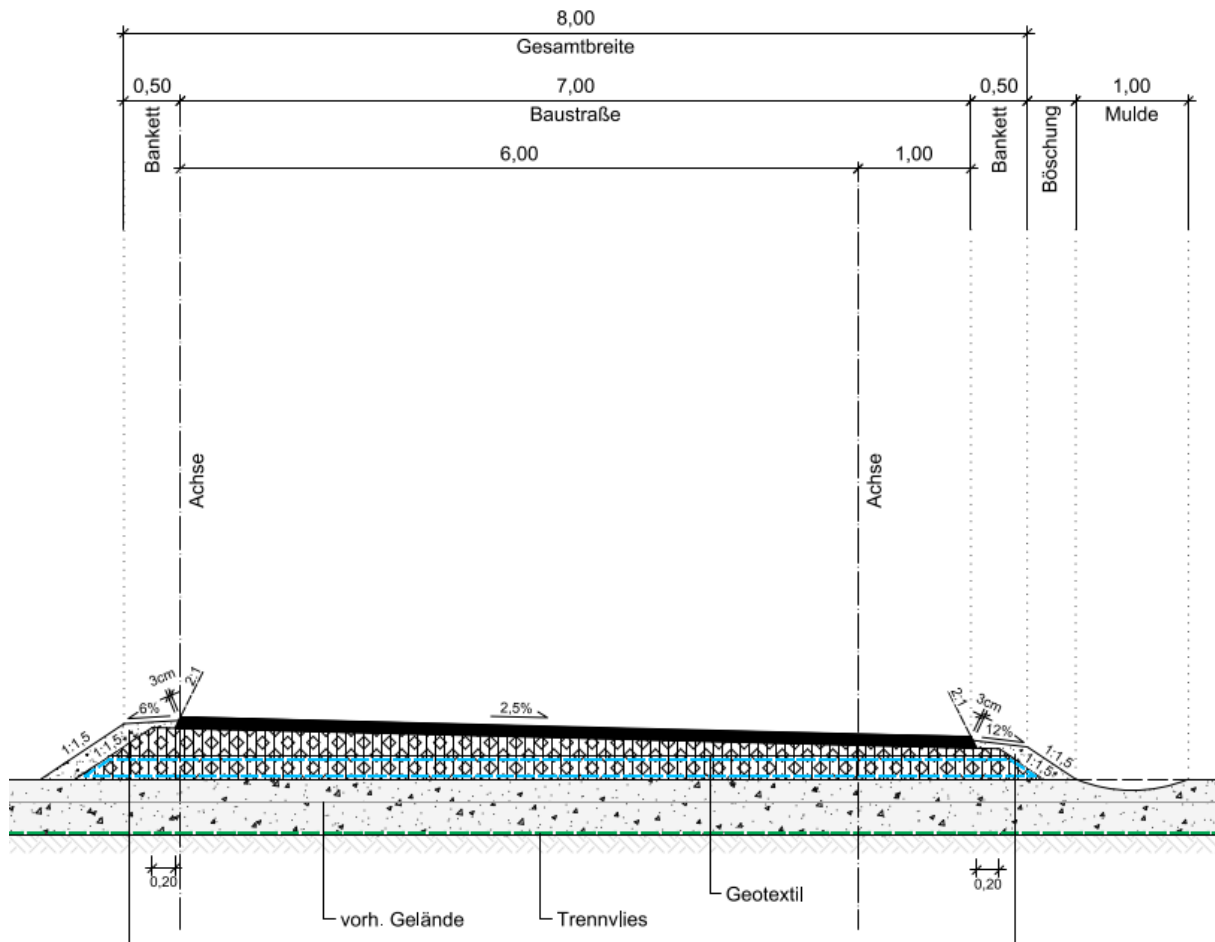 8,00
Gesamtbreite
0,50
7,00
0,50
1,00
Bankett
Baustraße
Bankett
Böschung
Mulde
6,00
1,00
Achse
Achse
3cm
2:1
6%
2,5%
2:1
3cm
12%
1:1,5
1:1,5
1:1,5
1:1,5
0,20
0,20
Geotextil
vorh. Gelände
Trennvlies